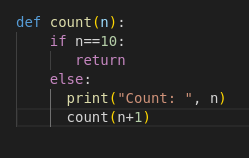 def count(n):
    if n==10:
        return
    else:
      print("Count: ", n)
      count(n+1)